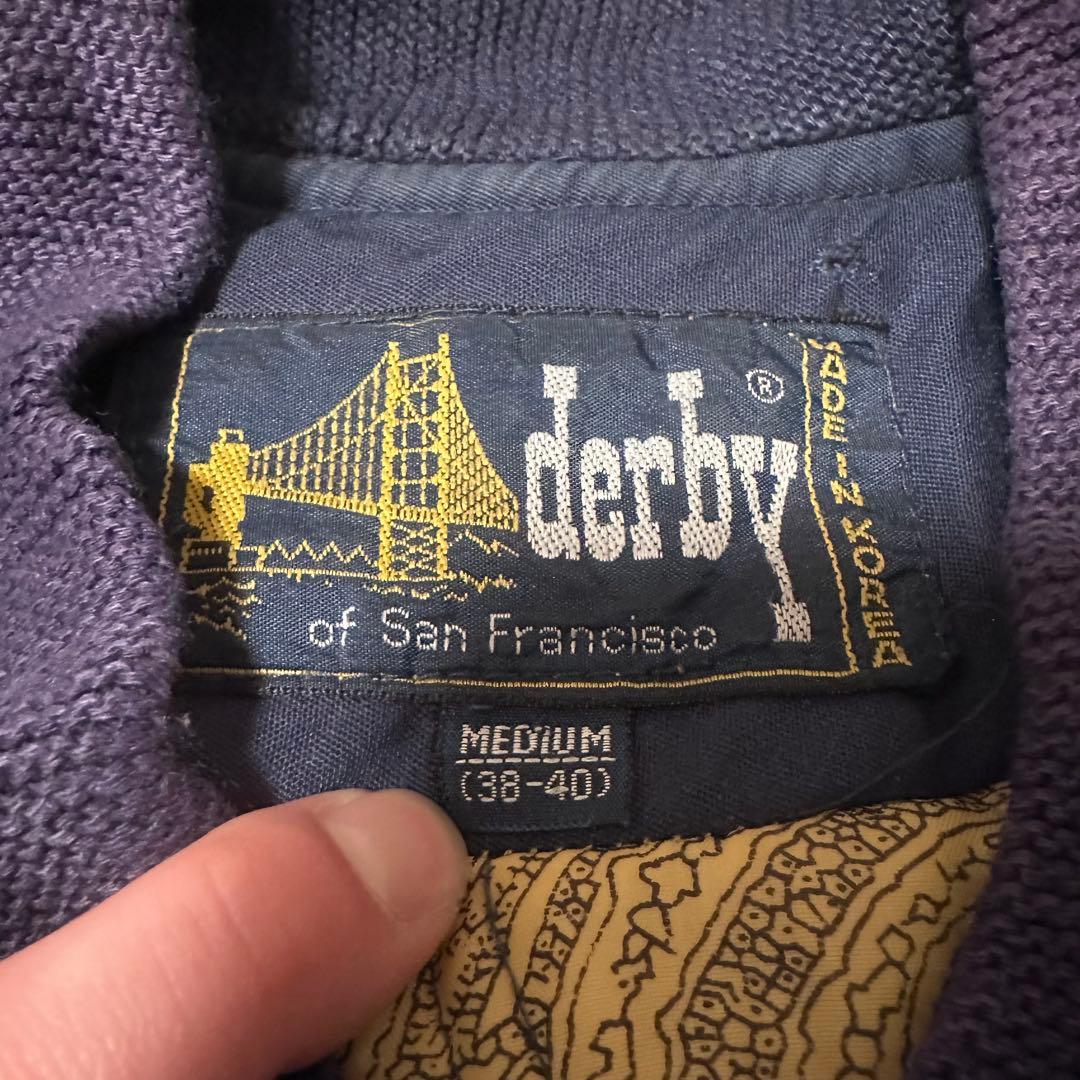 derby®
of San Francisco
MADE IN KOREA
MEDIUM
(38-40)